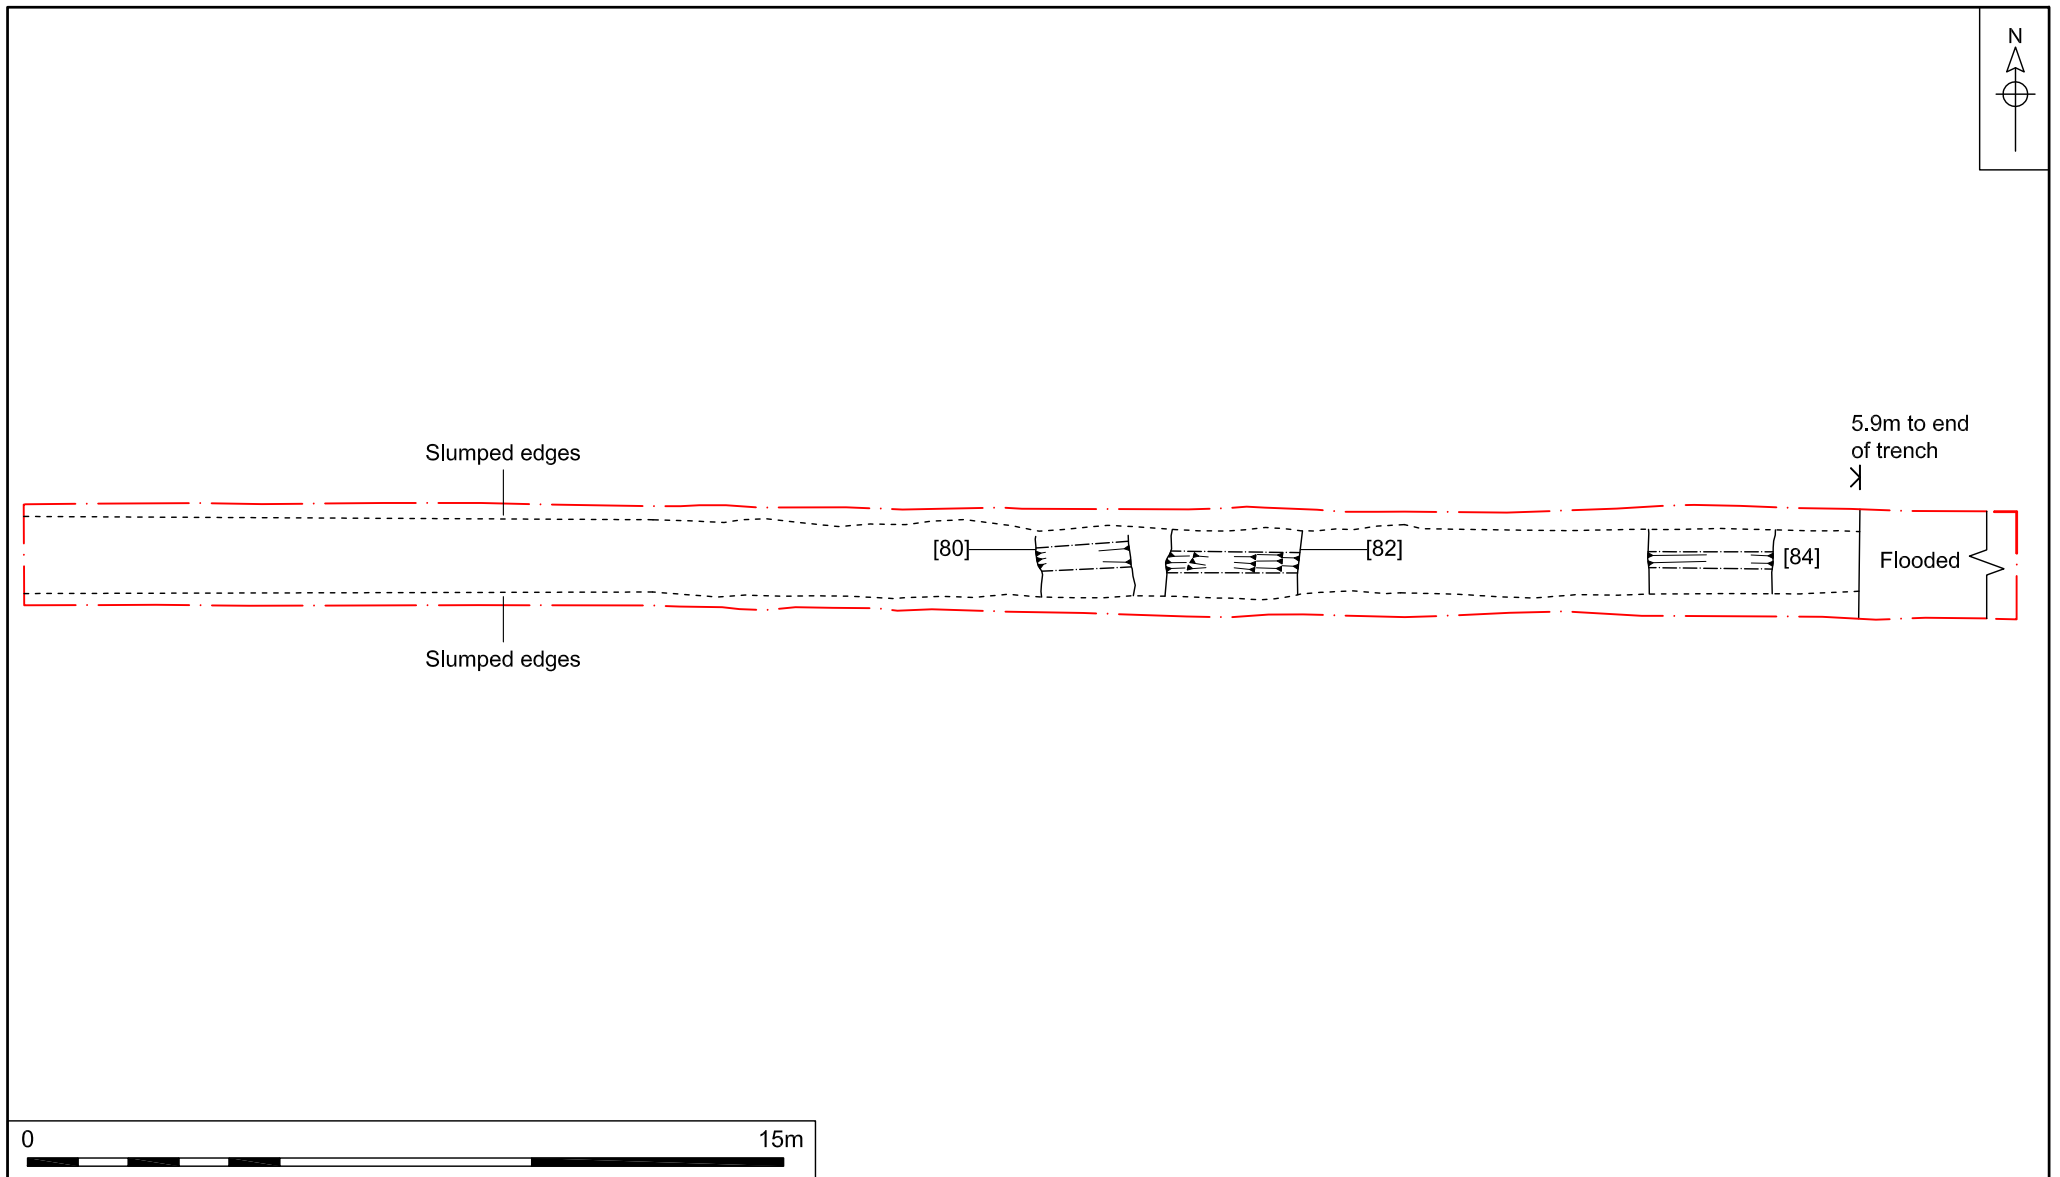 N
5.9m to end
of trench
Slumped edges
[80]
[82]
[84]
Flooded
Slumped edges
0 15m